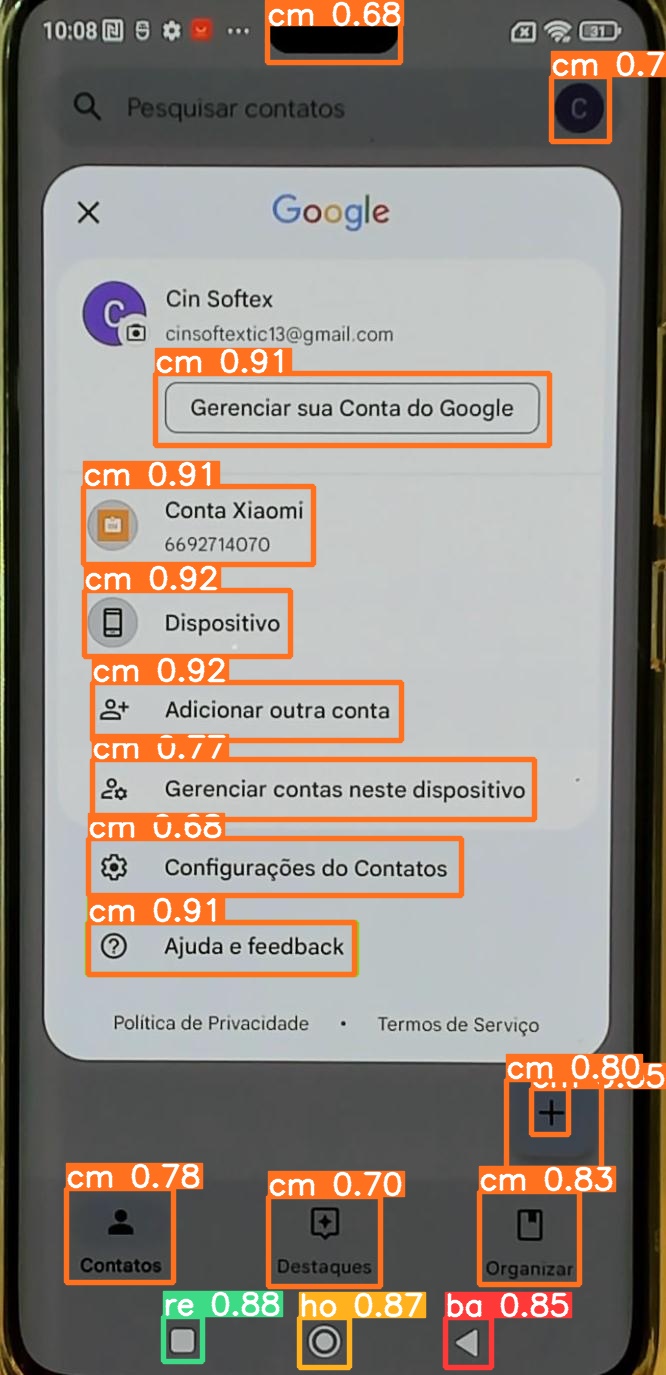 10:08
31
cm 0.68
cm 0.7
Pesquisar contatos
C
Google
C
Cin Softex
cinsoftextic13@gmail.com
cm 0.91
Gerenciar sua Conta do Google
cm 0.91
Conta Xiaomi
6692714070
cm 0.92
Dispositivo
cm 0.92
Adicionar outra conta
cm 0.77
Gerenciar contas neste dispositivo
cm 0.68
Configurações do Contatos
cm 0.91
Ajuda e feedback
Política de Privacidade • Termos de Serviço
cm 0.80
cm 0.78
cm 0.70
cm 0.83
Contatos
Destaques
Organizar
re 0.88
ho 0.87
ba 0.85